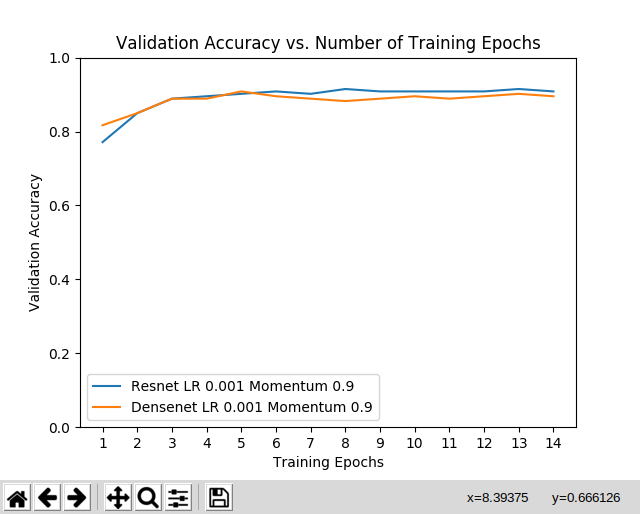 Validation Accuracy vs. Number of Training Epochs
1.0
0.8
0.6
0.4
0.2
0.0
Validation Accuracy
Resnet LR 0.001 Momentum 0.9
Densenet LR 0.001 Momentum 0.9
1 2 3 4 5 6 7 8 9 10 11 12 13 14
Training Epochs
x=8.39375 y=0.666126